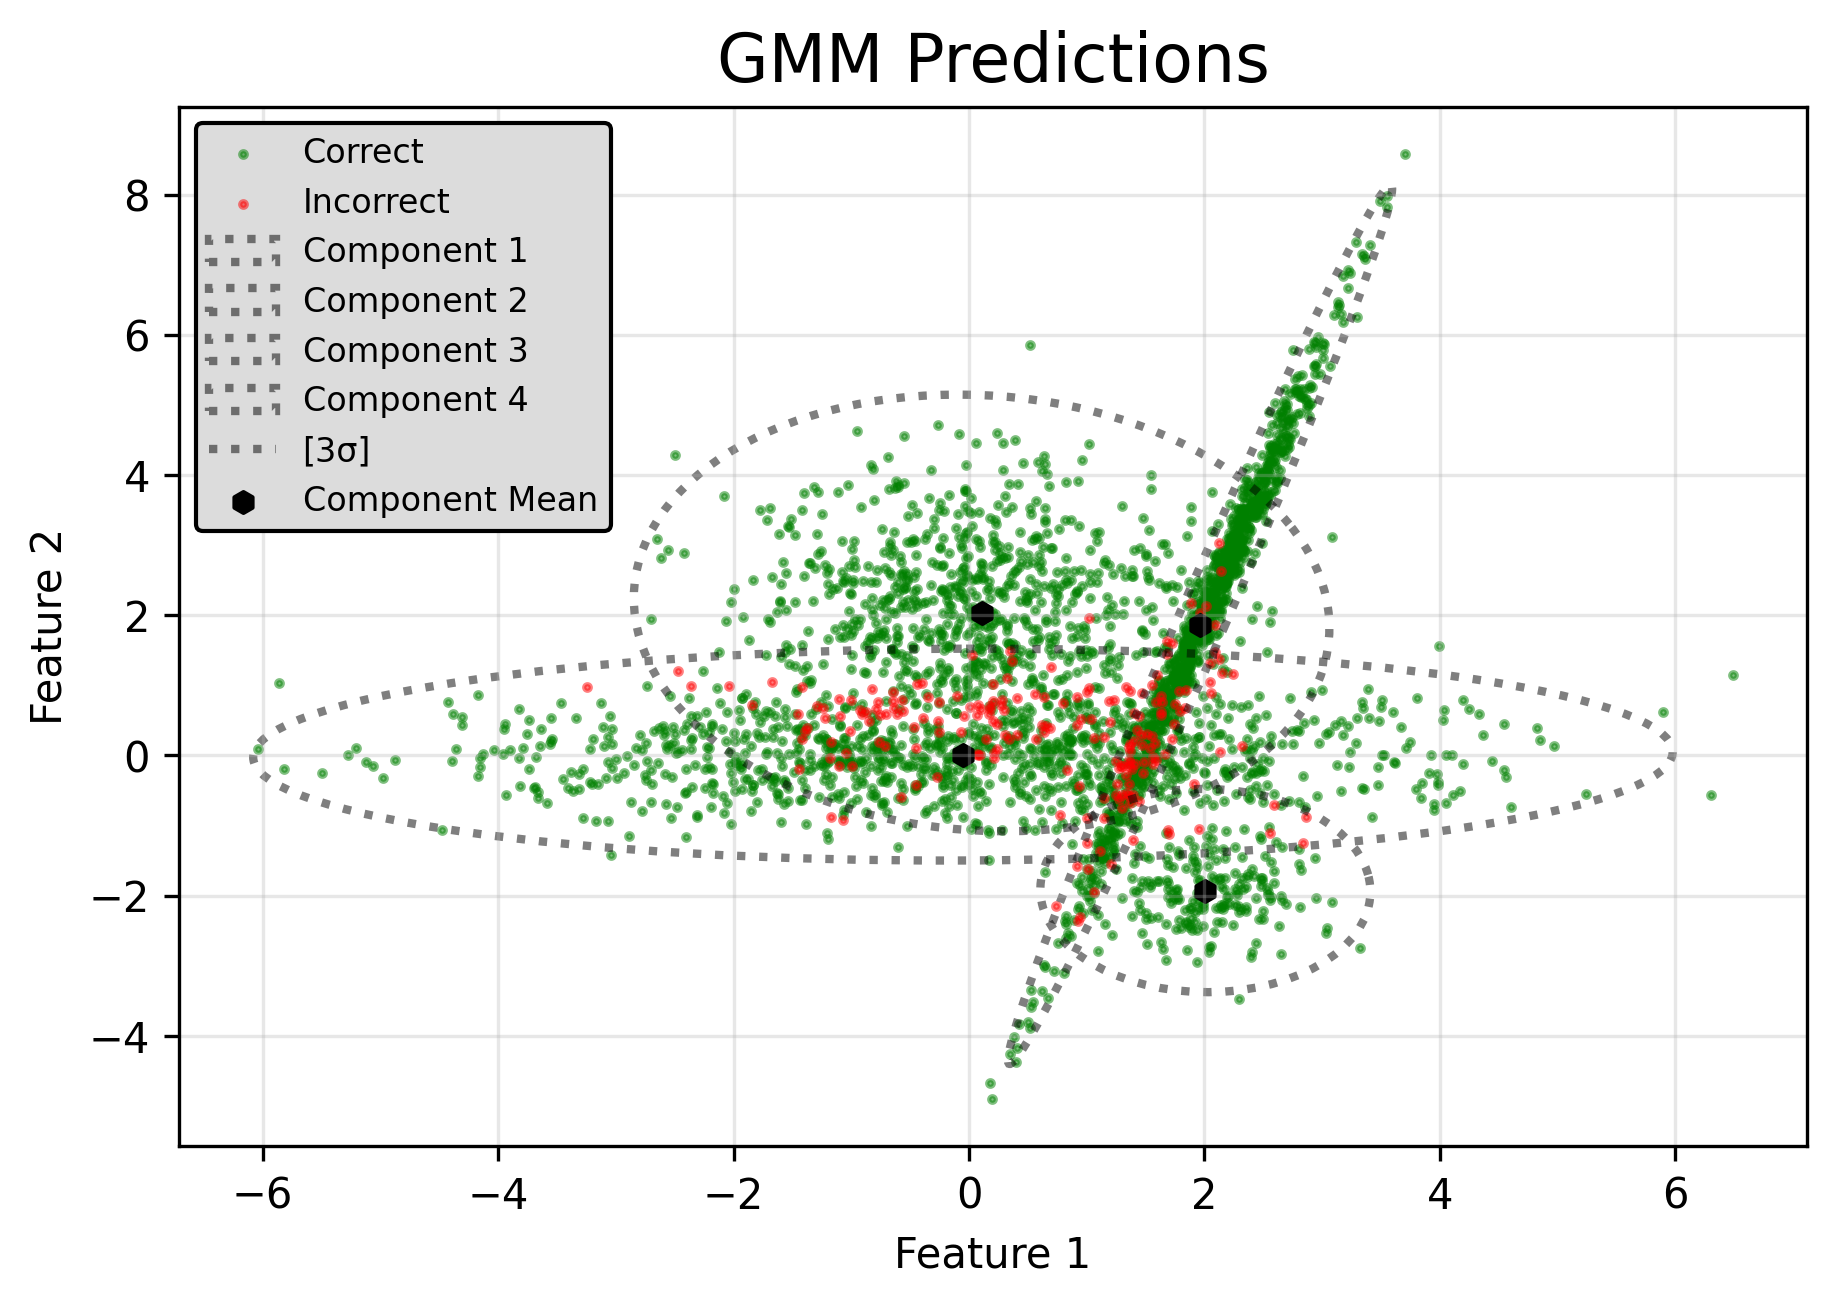 GMM Predictions
Correct
Incorrect
Component 1
Component 2
Component 3
Component 4
[3σ]
Component Mean
Feature 2
8
6
4
2
0
−2
−4
−6 −4 −2 0 2 4 6
Feature 1